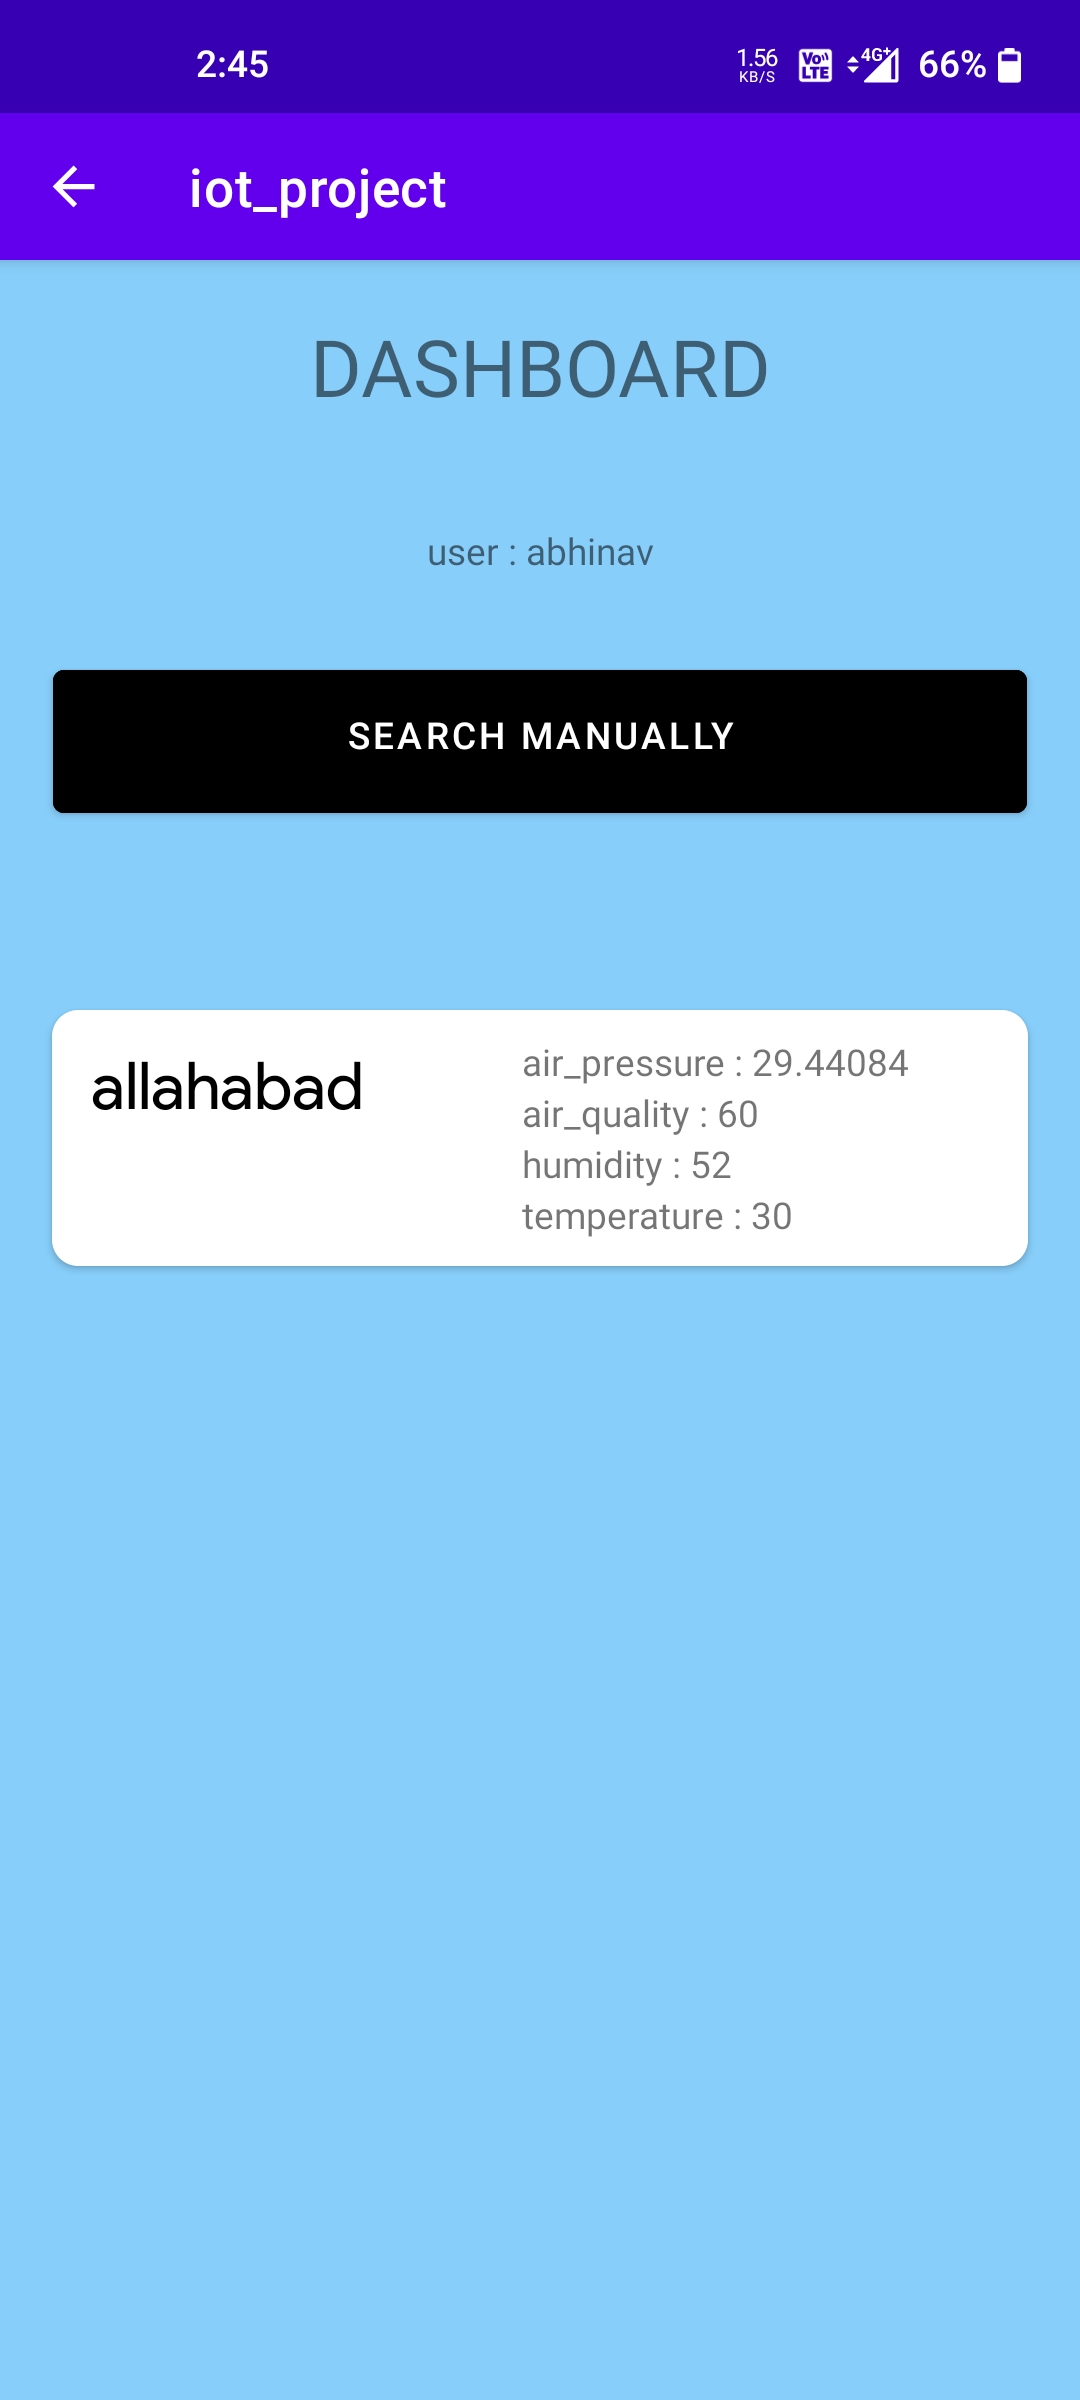 2:45
1.56
KB/S
Vo
LTE
4G+
66%
iot_project
DASHBOARD
user : abhinav
SEARCH MANUALLY
allahabad
air_pressure : 29.44084
air_quality : 60
humidity : 52
temperature : 30